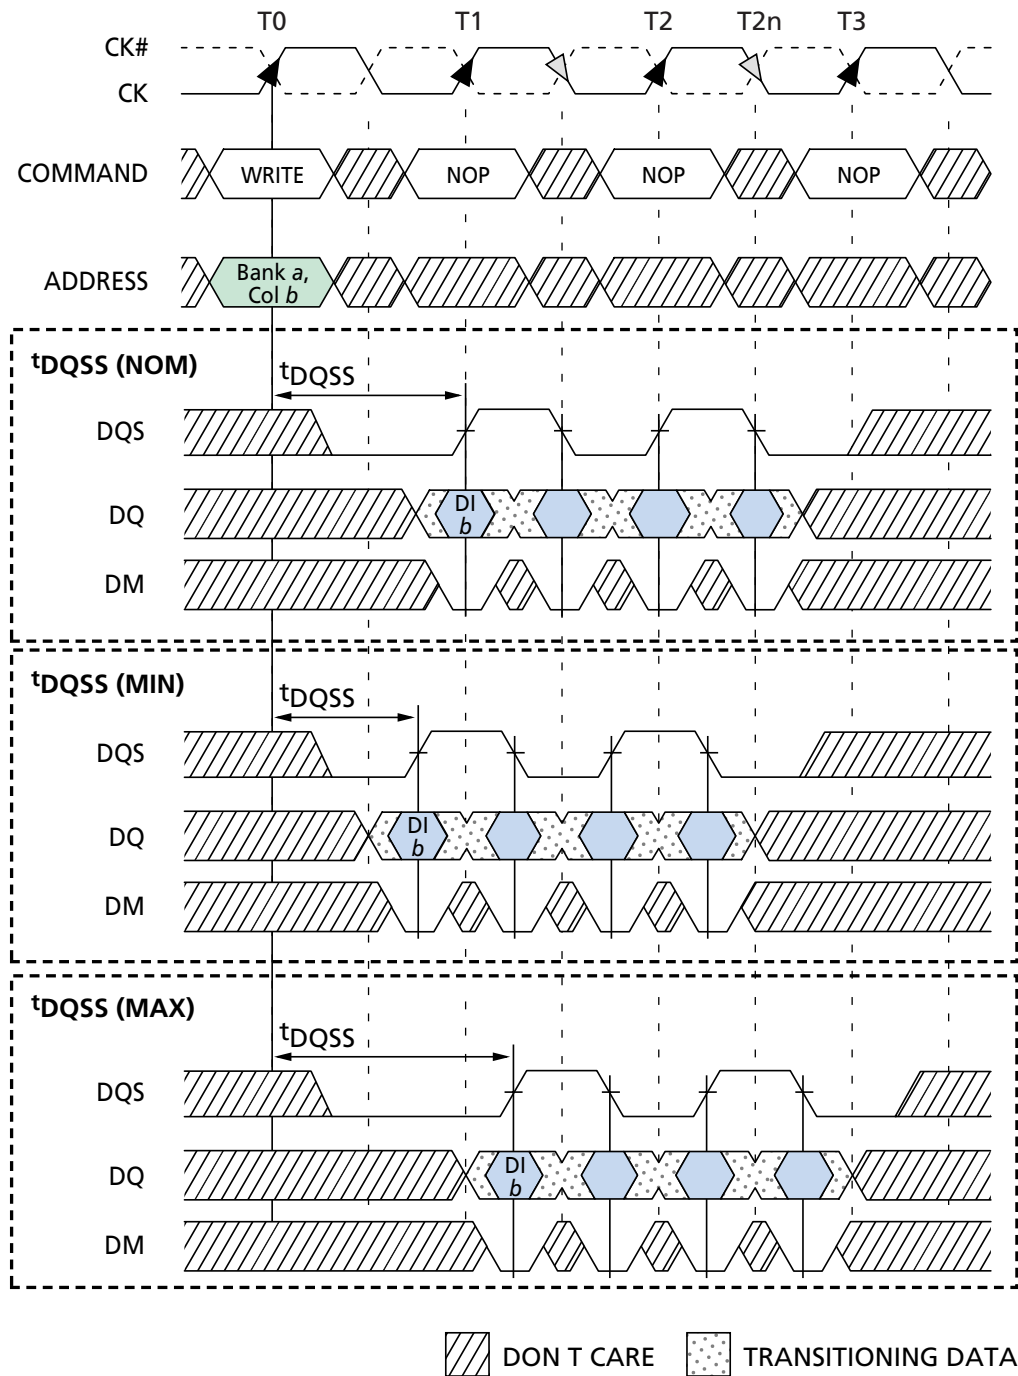 T0 T1 T2 T2n T3
CK#
CK
COMMAND WRITE NOP NOP NOP
ADDRESS Bank a,
Col b
tDQSS (NOM)
tDQSS
DQS
DQ DI
b
DM
tDQSS (MIN)
tDQSS
DQS
DQ DI
b
DM
tDQSS (MAX)
tDQSS
DQS
DQ DI
b
DM
DON T CARE TRANSITIONING DATA